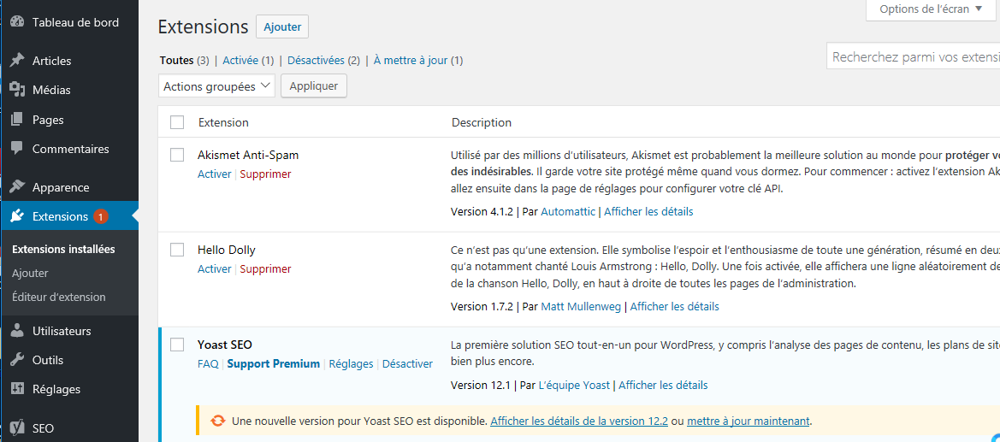 Tableau de bord
Articles
Médias
Pages
Commentaires
Apparence
Extensions 1
Extensions installées
Ajouter
Éditeur d’extension
Utilisateurs
Outils
Réglages
SEO
Options de l’écran
Extensions Ajouter
Toutes (3) | Activée (1) | Désactivées (2) | À mettre à jour (1)
Recherchez parmi vos extensi
Actions groupées Appliquer
Extension Description
Akismet Anti-Spam
Activer | Supprimer
Utilisé par des millions d’utilisateurs, Akismet est probablement la meilleure solution au monde pour protéger vo
des indésirables. Il garde votre site protégé même quand vous dormez. Pour commencer : activez l’extension Ak
allez ensuite dans la page de réglages pour configurer votre clé API.
Version 4.1.2 | Par Automattic | Afficher les détails
Hello Dolly
Activer | Supprimer
Ce n’est pas qu’une extension. Elle symbolise l’espoir et l’enthousiasme de toute une génération, résumé en deux
qu’a notamment chanté Louis Armstrong : Hello, Dolly. Une fois activée, elle affichera une ligne aléatoirement de
de la chanson Hello, Dolly, en haut à droite de toutes les pages de l’administration.
Version 1.7.2 | Par Matt Mullenweg | Afficher les détails
Yoast SEO
FAQ | Support Premium | Réglages | Désactiver
La première solution SEO tout-en-un pour WordPress, y compris l’analyse des pages de contenu, les plans de site
bien plus encore.
Version 12.1 | Par L’équipe Yoast | Afficher les détails
Une nouvelle version pour Yoast SEO est disponible. Afficher les détails de la version 12.2 ou mettre à jour maintenant.